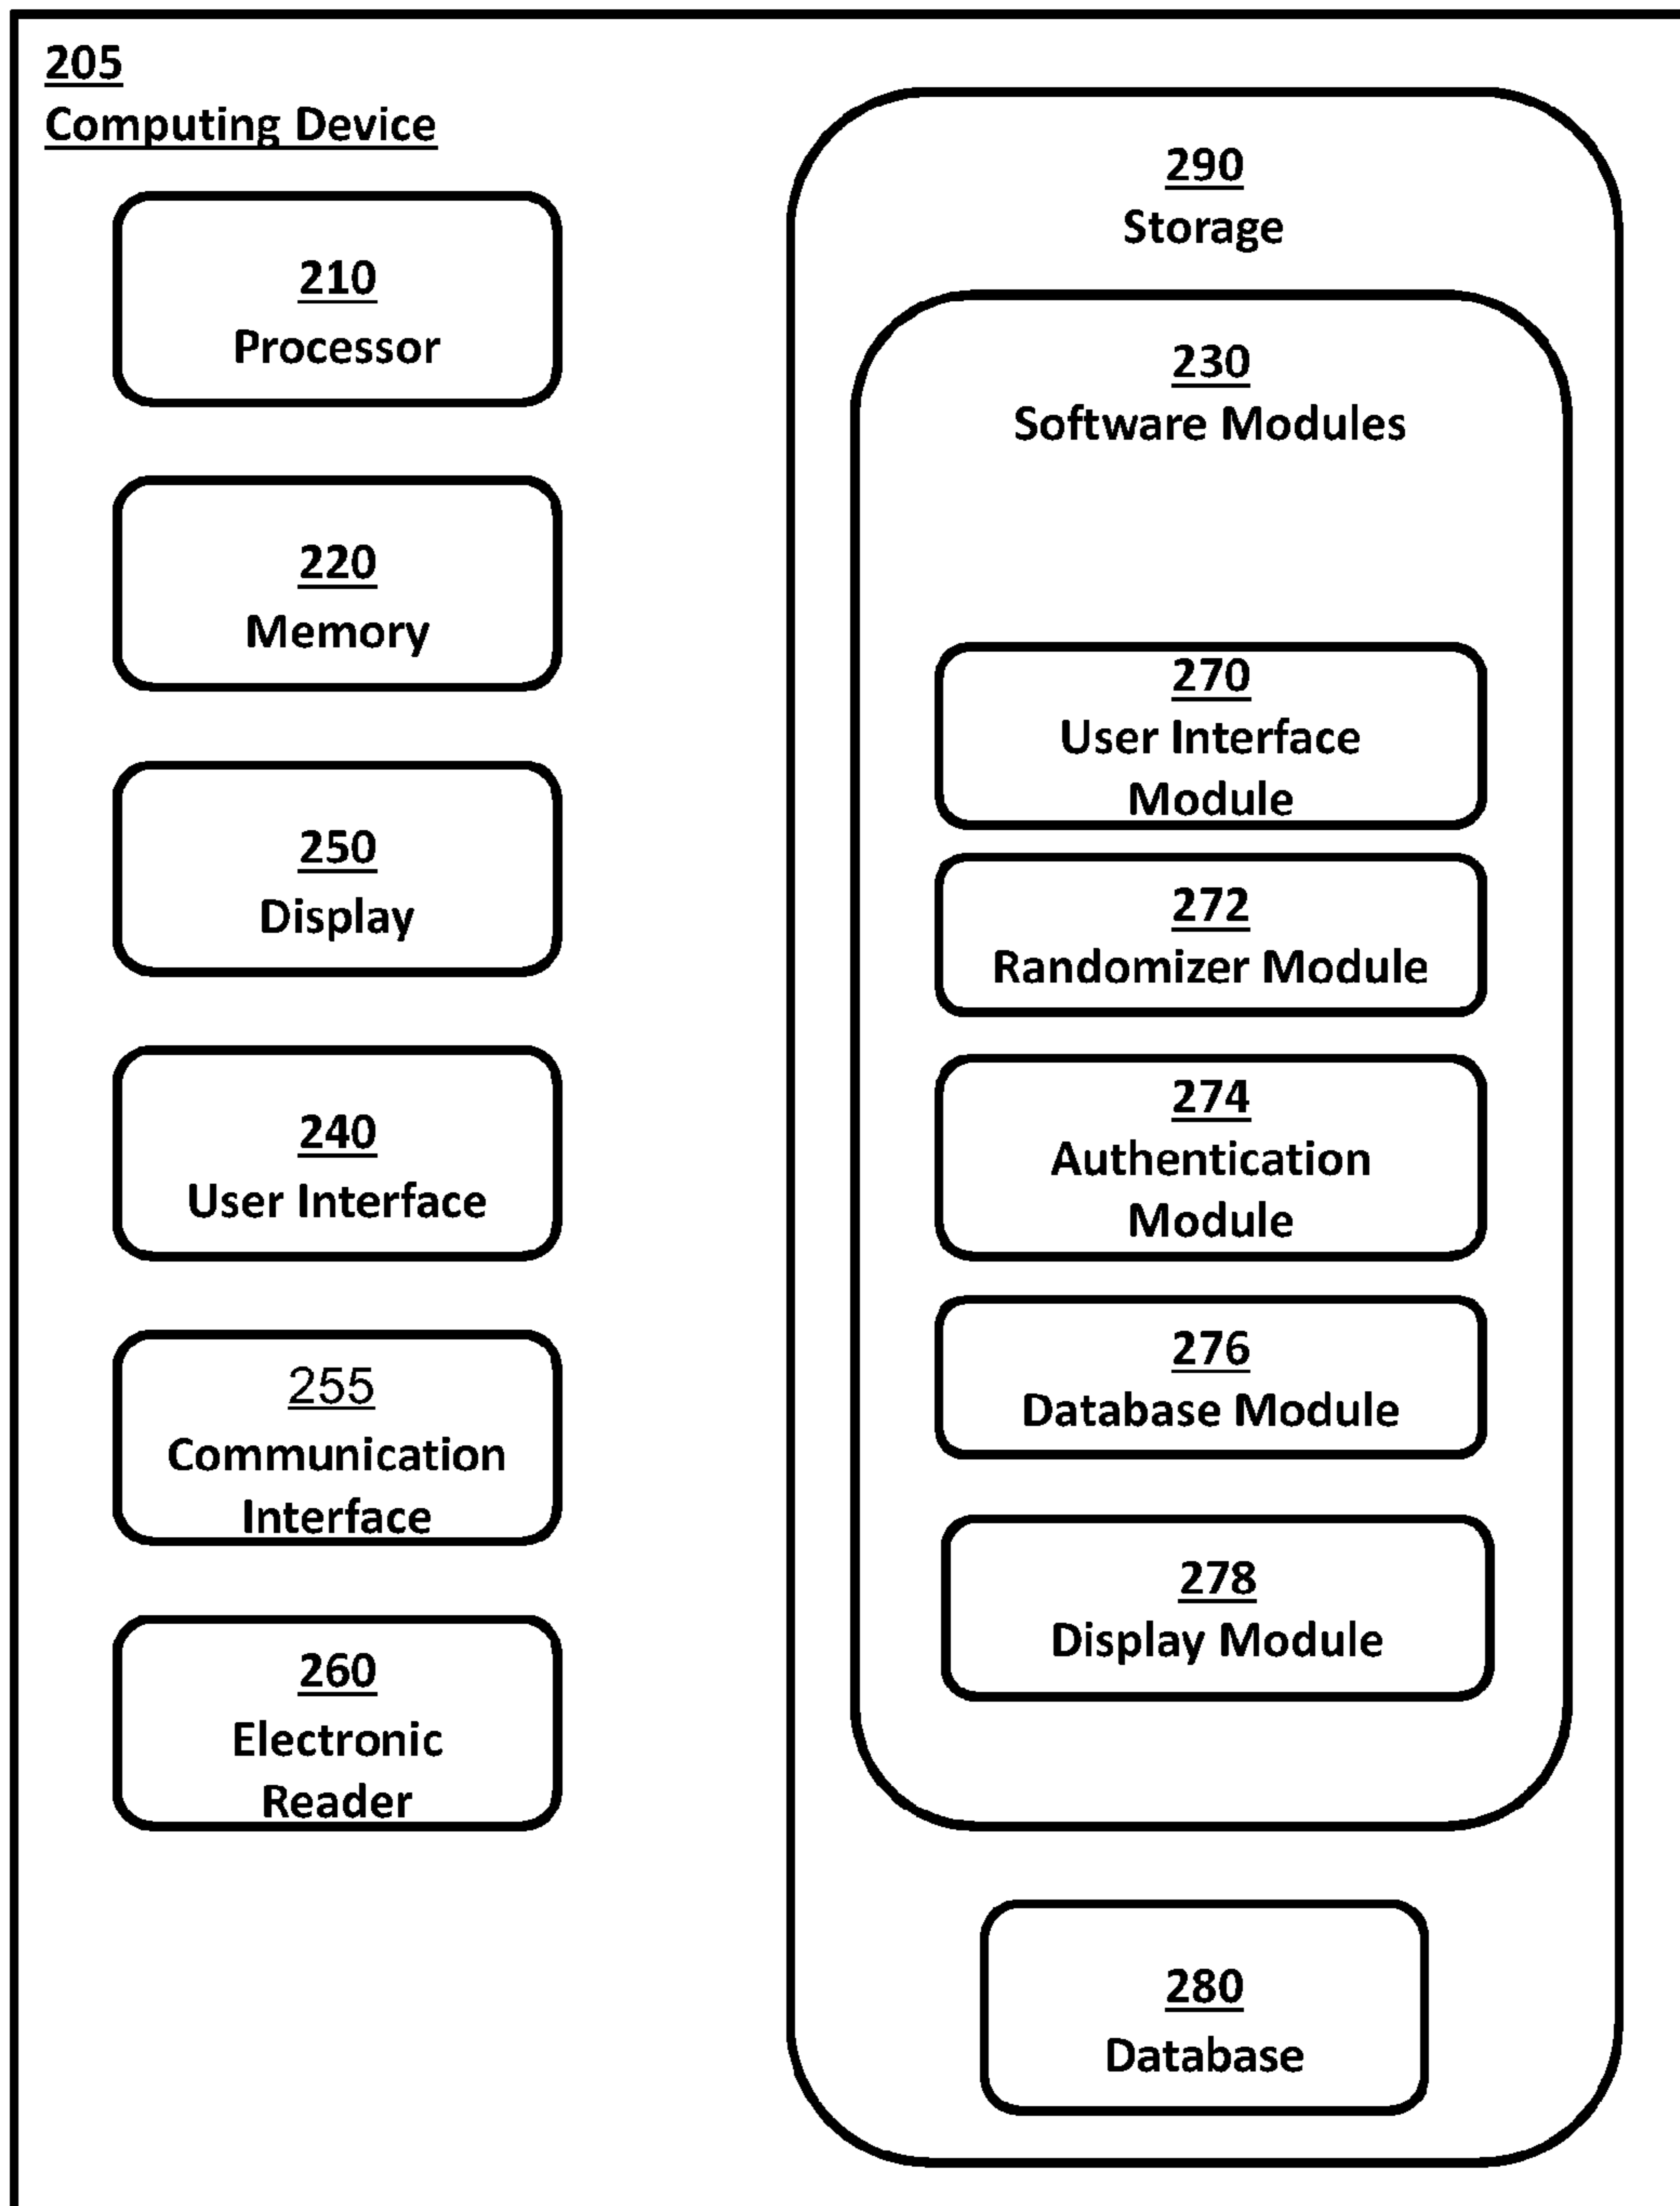 205
Computing Device
210
Processor
220
Memory
250
Display
240
User Interface
255
Communication
Interface
260
Electronic
Reader
290
Storage
230
Software Modules
270
User Interface
Module
272
Randomizer Module
274
Authentication
Module
276
Database Module
278
Display Module
280
Database